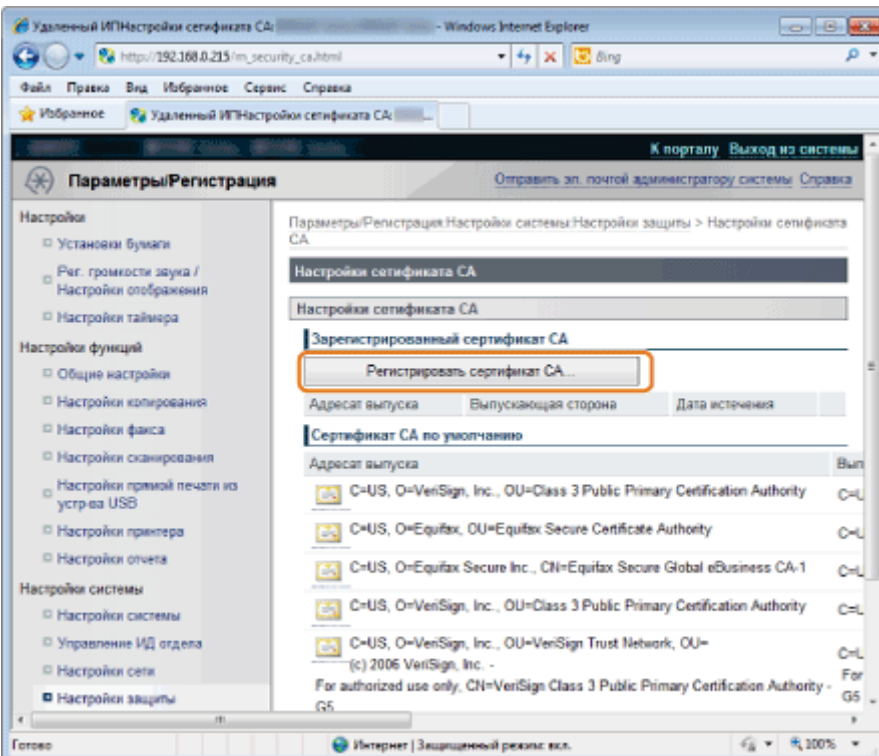 Удаленный ИПНастройки сетификата CA:
- Windows Internet Explorer
http://192.168.0.215/m_security_ca.html
Bing
Файл Правка Вид Избранное Сервис Справка
Избранное
Удаленный ИПНастройки сетификата CA:
К порталу Выход из системы
Параметры/Регистрация
Отправить эл. почтой администратору системы Справка
Настройки
Установки бумаги
Рег. громкости звука /
Настройки отображения
Настройки таймера
Настройки функций
Общие настройки
Настройки копирования
Настройки факса
Настройки сканирования
Настройки прямой печати из
устр-ва USB
Настройки принтера
Настройки отчета
Настройки системы
Настройки системы
Управление ИД отдела
Настройки сети
Настройки защиты
Параметры/Регистрация:Настройки системы:Настройки защиты > Настройки сетификата
CA
Настройки сетификата CA
Настройки сетификата CA
Зарегистрированный сертификат CA
Регистрировать сертификат CA...
Адресат выпуска Выпускающая сторона Дата истечения
Сертификат CA по умолчанию
Адресат выпуска Вып
C=US, O=VeriSign, Inc., OU=Class 3 Public Primary Certification Authority C=U
C=US, O=Equifax, OU=Equifax Secure Certificate Authority C=U
C=US, O=Equifax Secure Inc., CN=Equifax Secure Global eBusiness CA-1 C=U
C=US, O=VeriSign, Inc., OU=Class 3 Public Primary Certification Authority C=U
C=US, O=VeriSign, Inc., OU=VeriSign Trust Network, OU=
(c) 2006 VeriSign, Inc. - C=U
For authorized use only, CN=VeriSign Class 3 Public Primary Certification Authority - For
G5 G5
Готово
Интернет | Защищенный режим: вкл.
100%